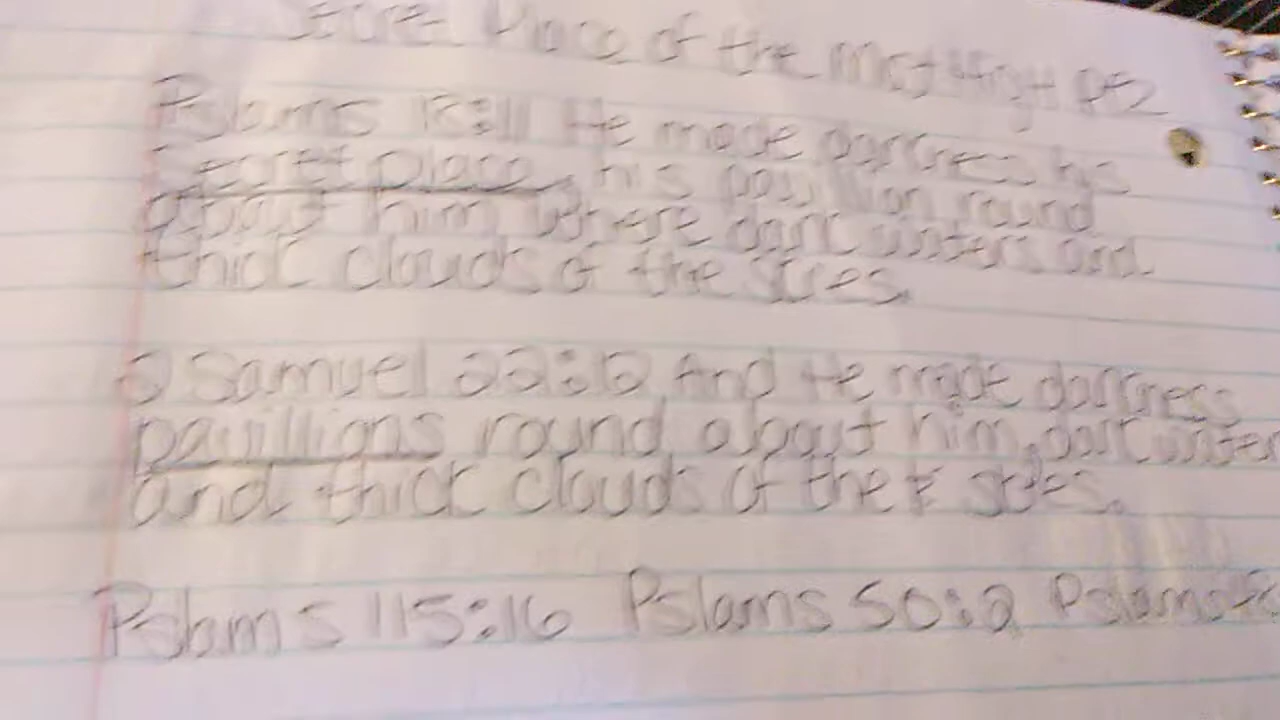 Secret Place of the Most High Pt2
Pslams 18:11 He made darkness his
secret place, his pavillion round
about him where dark waters and
thick clouds of the skies.
2 Samuel 22:12 And He made darkness
pavillions round about him, dark water
and thick clouds of the skies.
Pslams 115:16 Pslams 50:2 Pslams